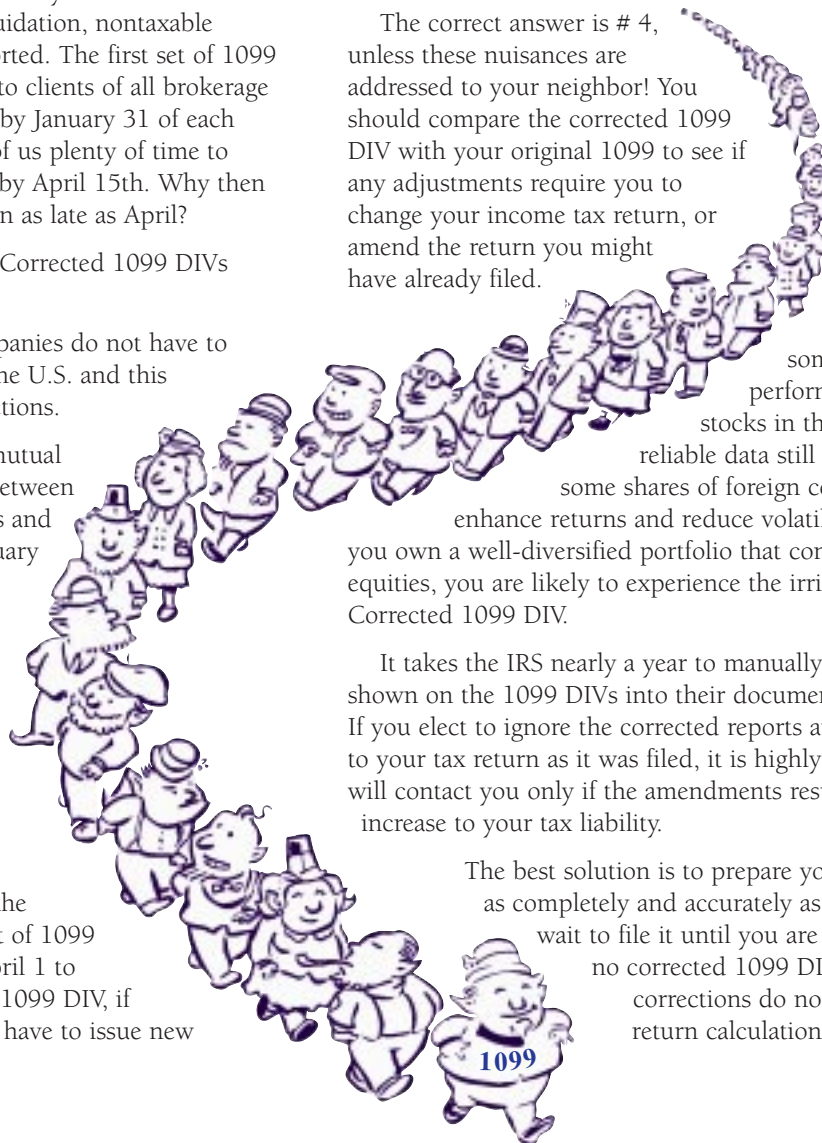 uidation, nontaxable
orted. The first set of 1099
to clients of all brokerage
by January 31 of each
of us plenty of time to
by April 15th. Why then
n as late as April?
Corrected 1099 DIVs
panies do not have to
he U.S. and this
ctions.
mutual
between
s and
uary
he
t of 1099
pril 1 to
1099 DIV, if
have to issue new
The correct answer is # 4,
unless these nuisances are
addressed to your neighbor! You
should compare the corrected 1099
DIV with your original 1099 to see if
any adjustments require you to
change your income tax return, or
amend the return you might
have already filed.
som
perform
stocks in th
reliable data still
some shares of foreign co
enhance returns and reduce volatil
you own a well-diversified portfolio that con
equities, you are likely to experience the irri
Corrected 1099 DIV.
It takes the IRS nearly a year to manually
shown on the 1099 DIVs into their documen
If you elect to ignore the corrected reports a
to your tax return as it was filed, it is highly
will contact you only if the amendments res
increase to your tax liability.
The best solution is to prepare yo
as completely and accurately as
wait to file it until you are
no corrected 1099 DI
corrections do no
return calculation
1099